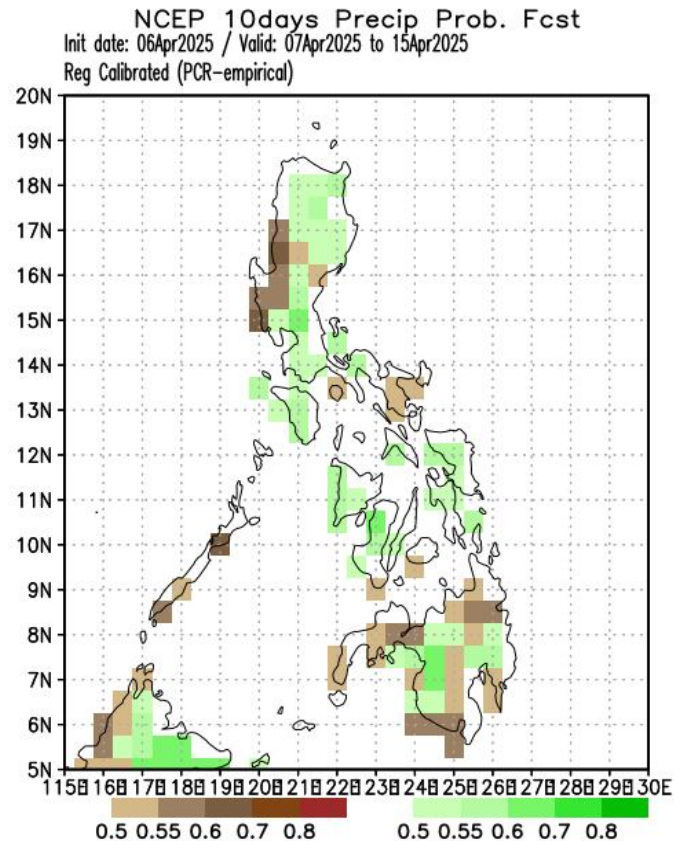 NCEP 10days Precip Prob. Fcst
Init date: 06Apr2025 / Valid: 07Apr2025 to 15Apr2025
Reg Calibrated (PCR-empirical)
20N
19N
18N
17N
16N
15N
14N
13N
12N
11N
10N
9N
8N
7N
6N
5N
115E 116E 117E 118E 119E 120E 121E 122E 123E 124E 125E 126E 127E 128E 129E 130E
0.5 0.55 0.6 0.7 0.8 0.5 0.55 0.6 0.7 0.8